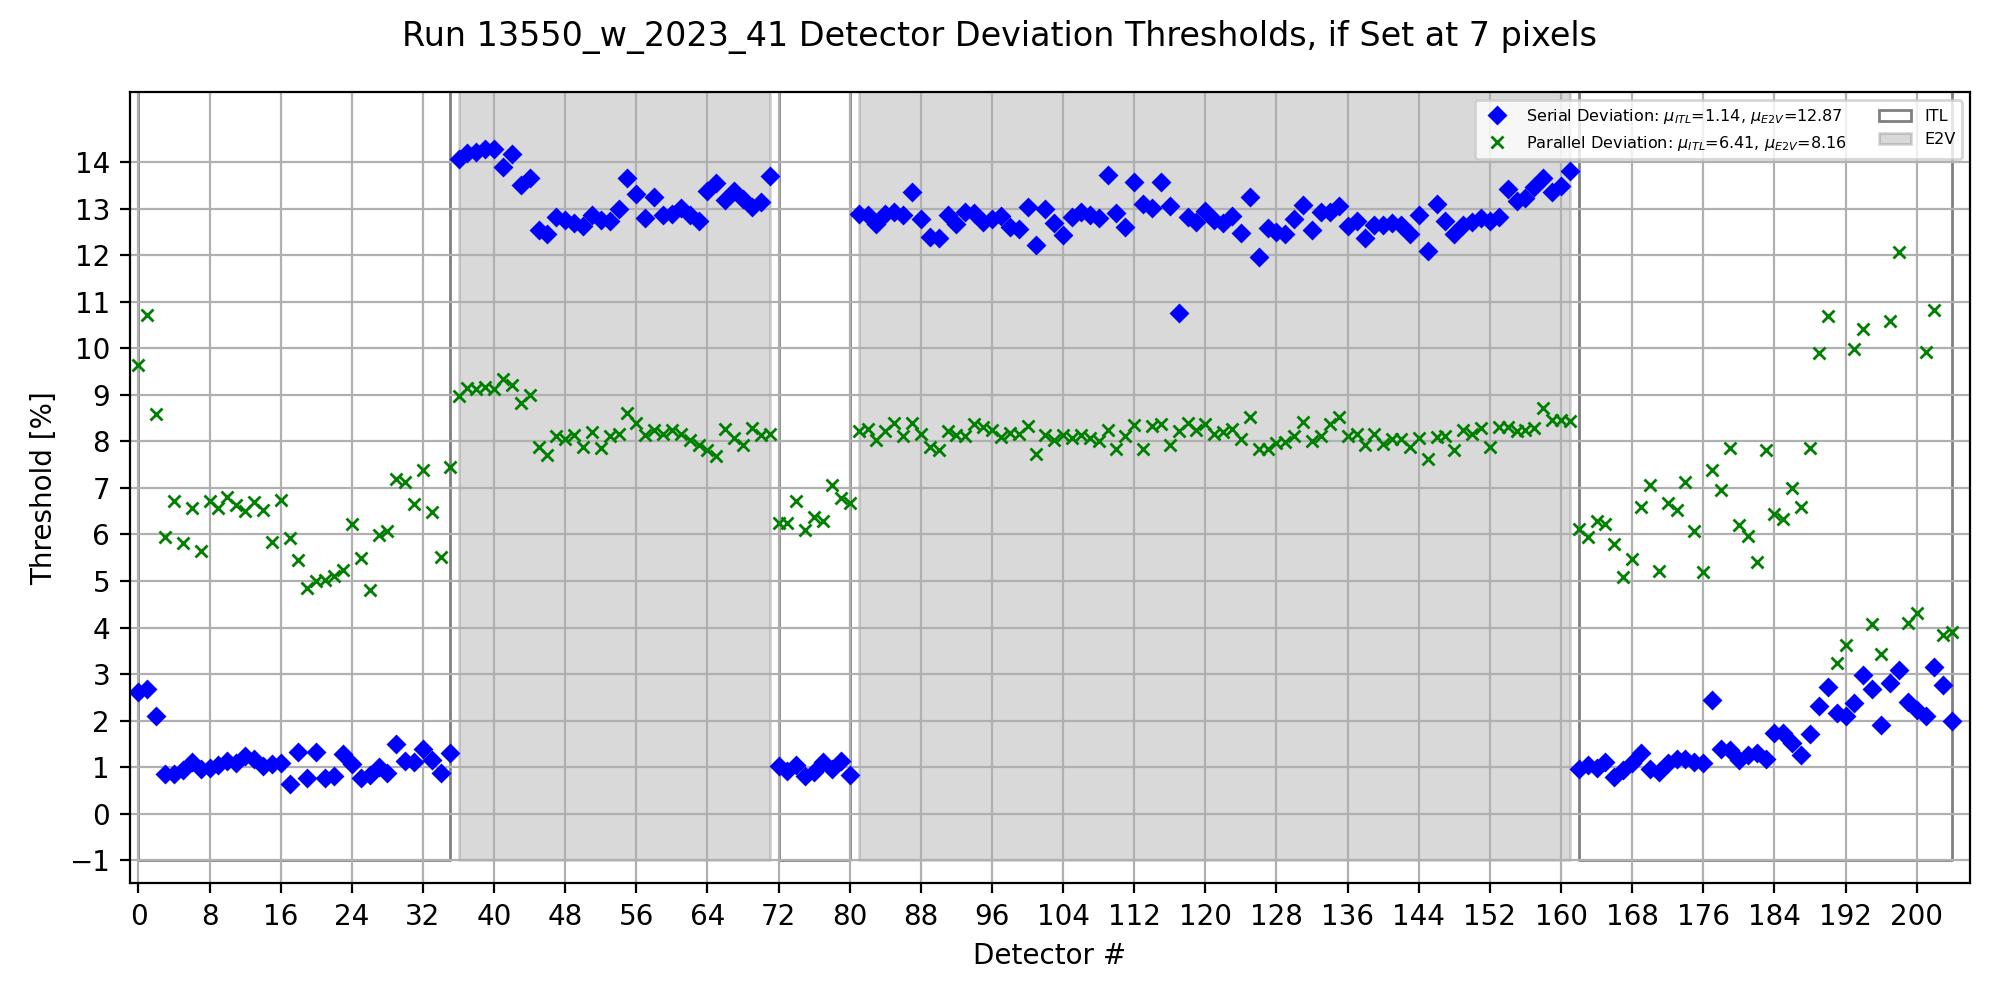 Run 13550_w_2023_41 Detector Deviation Thresholds, if Set at 7 pixels
Serial Deviation: μITL=1.14, μE2V=12.87
Parallel Deviation: μITL=6.41, μE2V=8.16
ITL
E2V
14
13
12
11
10
9
8
7
6
5
4
3
2
1
0
−1
Threshold [%]
0 8 16 24 32 40 48 56 64 72 80 88 96 104 112 120 128 136 144 152 160 168 176 184 192 200
Detector #